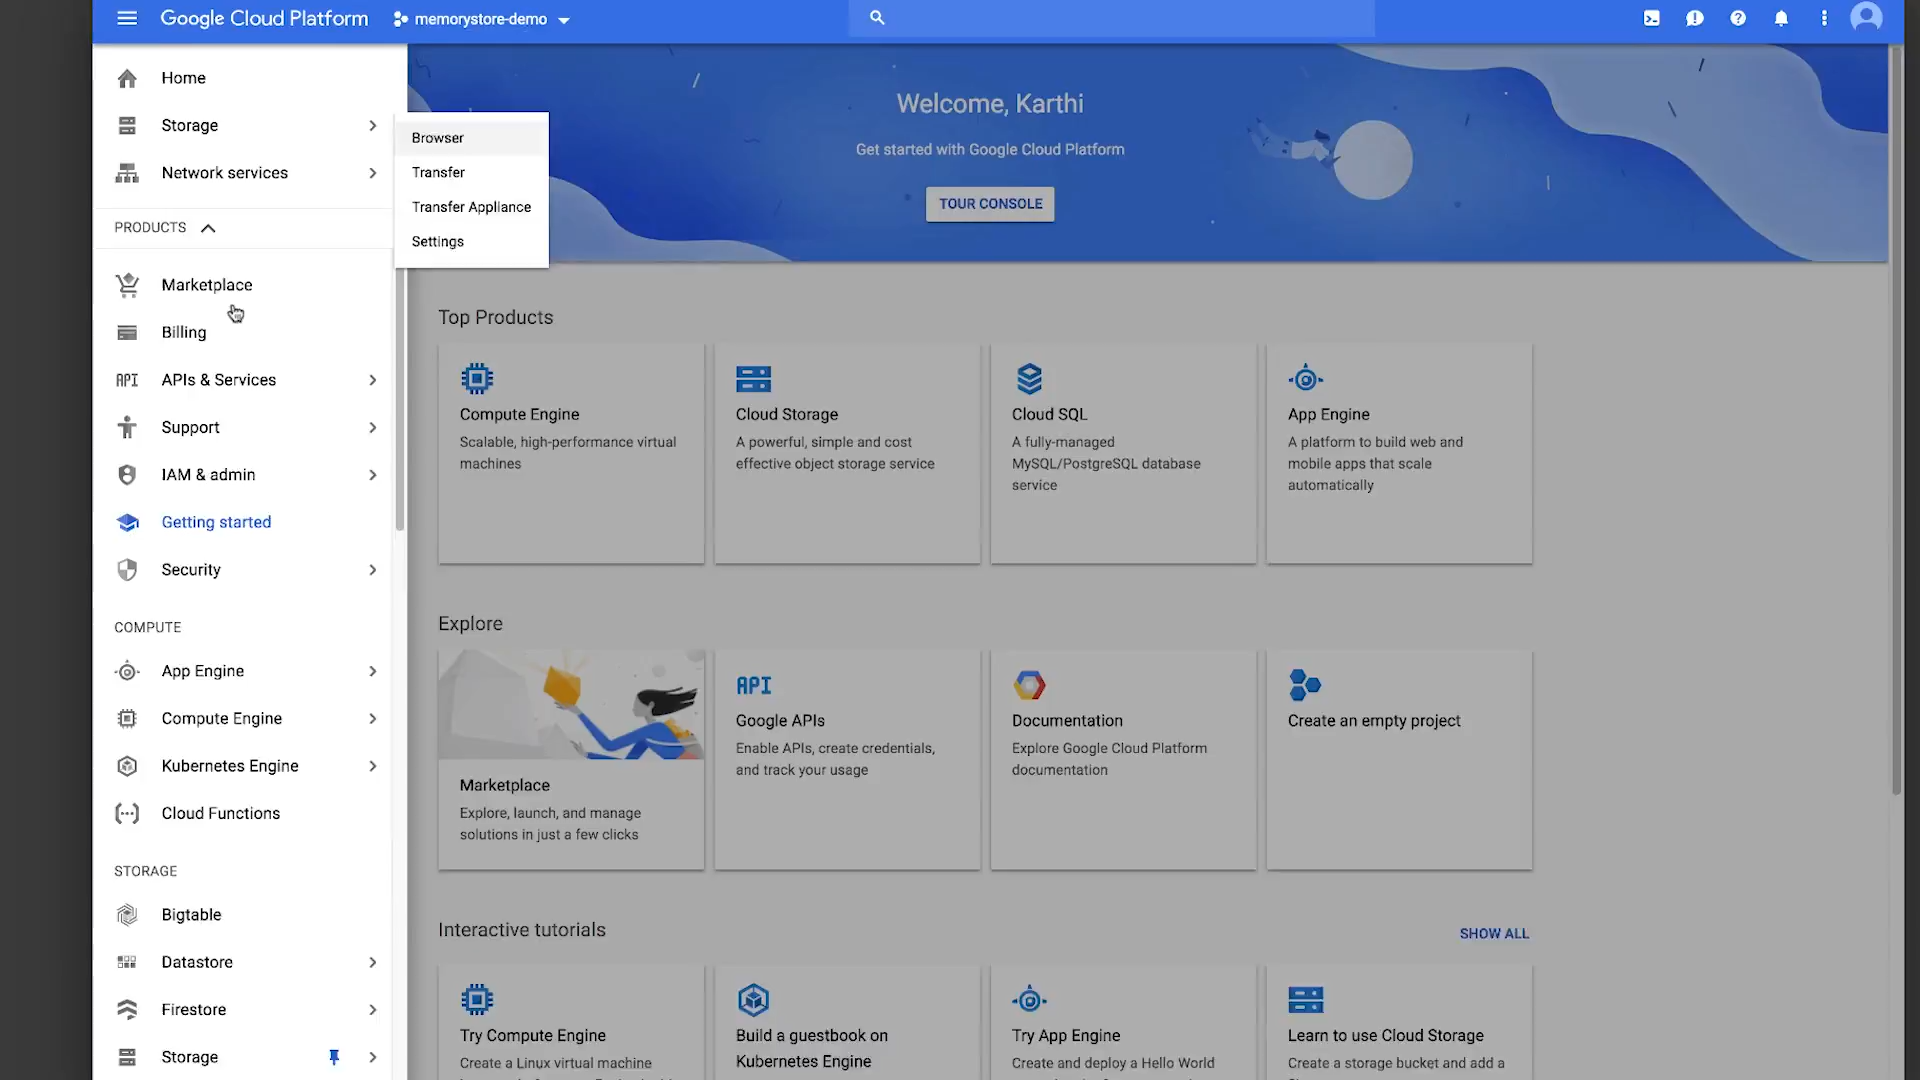 Google Cloud Platform
memorystore-demo
Home
Storage
Network services
PRODUCTS
Marketplace
Billing
API
APIs & Services
Support
IAM & admin
Getting started
Security
COMPUTE
App Engine
Compute Engine
Kubernetes Engine
Cloud Functions
STORAGE
Bigtable
Datastore
Firestore
Storage
Browser
Transfer
Transfer Appliance
Settings
Welcome, Karthi
Get started with Google Cloud Platform
TOUR CONSOLE
Top Products
Compute Engine
Scalable, high-performance virtual
machines
Cloud Storage
A powerful, simple and cost
effective object storage service
Cloud SQL
A fully-managed
MySQL/PostgreSQL database
service
App Engine
A platform to build web and
mobile apps that scale
automatically
Explore
Marketplace
Explore, launch, and manage
solutions in just a few clicks
API
Google APIs
Enable APIs, create credentials,
and track your usage
Documentation
Explore Google Cloud Platform
documentation
Create an empty project
Interactive tutorials
SHOW ALL
Try Compute Engine
Create a Linux virtual machine
Build a guestbook on
Kubernetes Engine
Try App Engine
Create and deploy a Hello World
Learn to use Cloud Storage
Create a storage bucket and add a